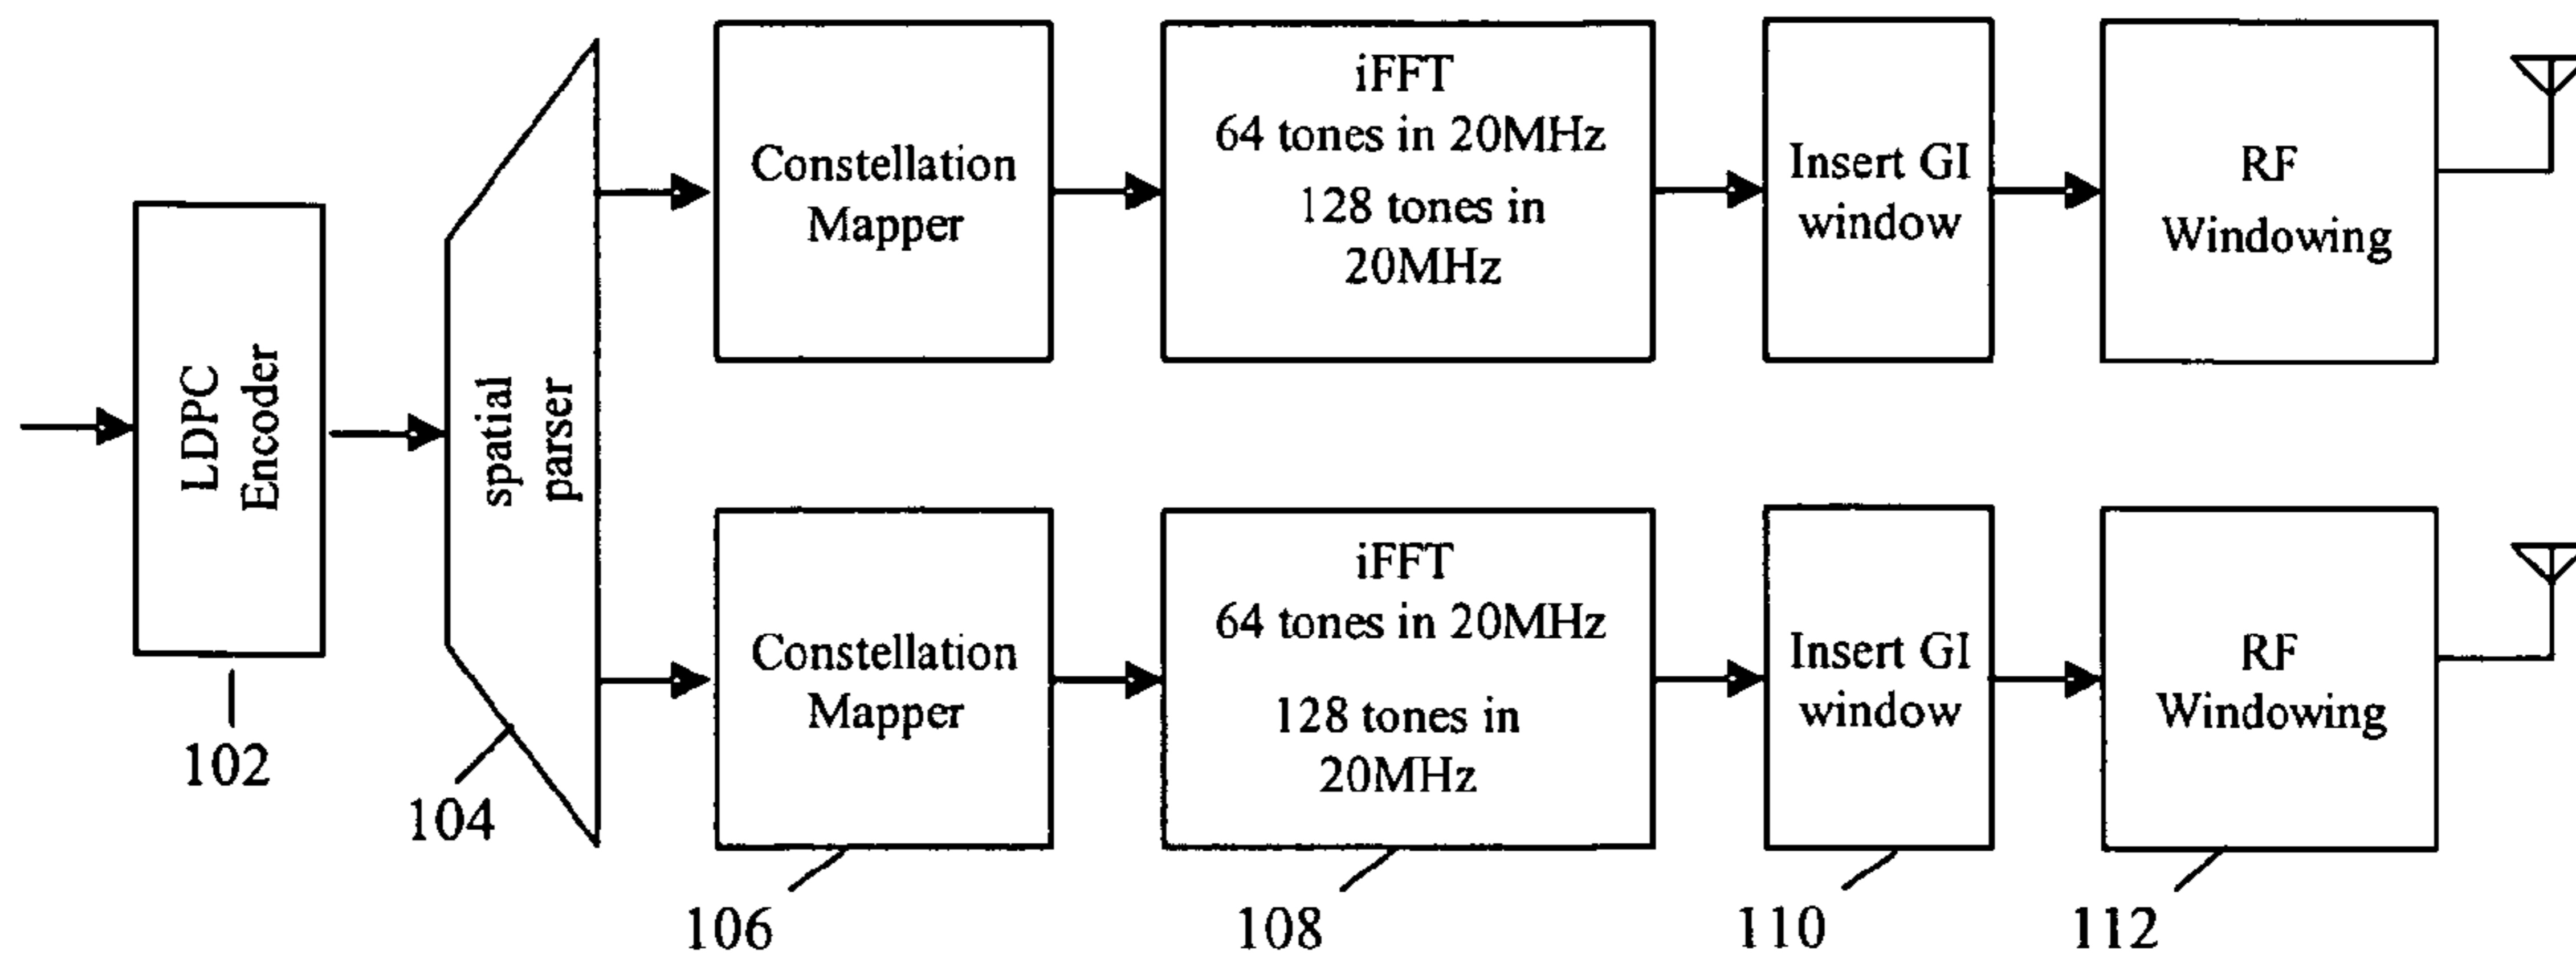 LDPC
Encoder
102
spatial
parser
104
Constellation
Mapper
iFFT
64 tones in 20MHz
128 tones in
20MHz
Insert GI
window
RF
Windowing
Constellation
Mapper
106
iFFT
64 tones in 20MHz
128 tones in
20MHz
108
Insert GI
window
110
RF
Windowing
112